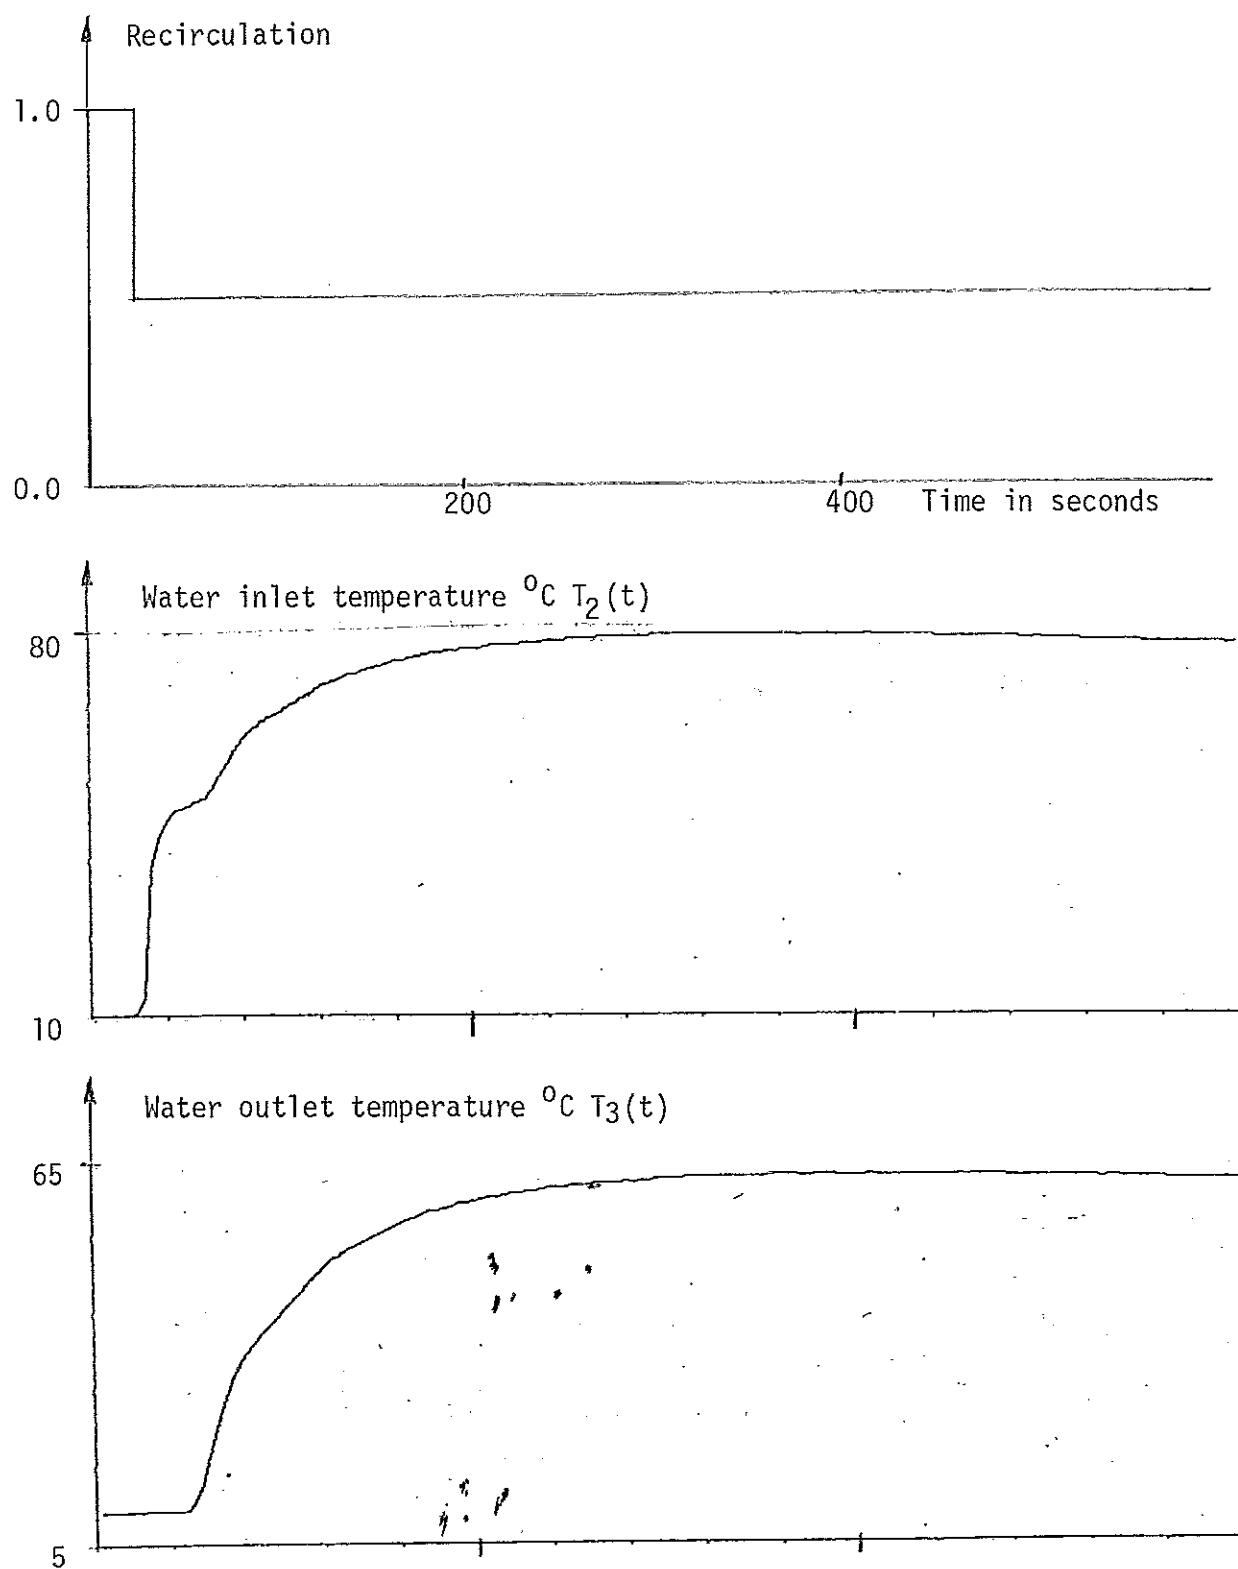 Recirculation
1.0
0.0
200
400
Time in seconds
Water inlet temperature °C T₂(t)
80
10
Water outlet temperature °C T₃(t)
65
5